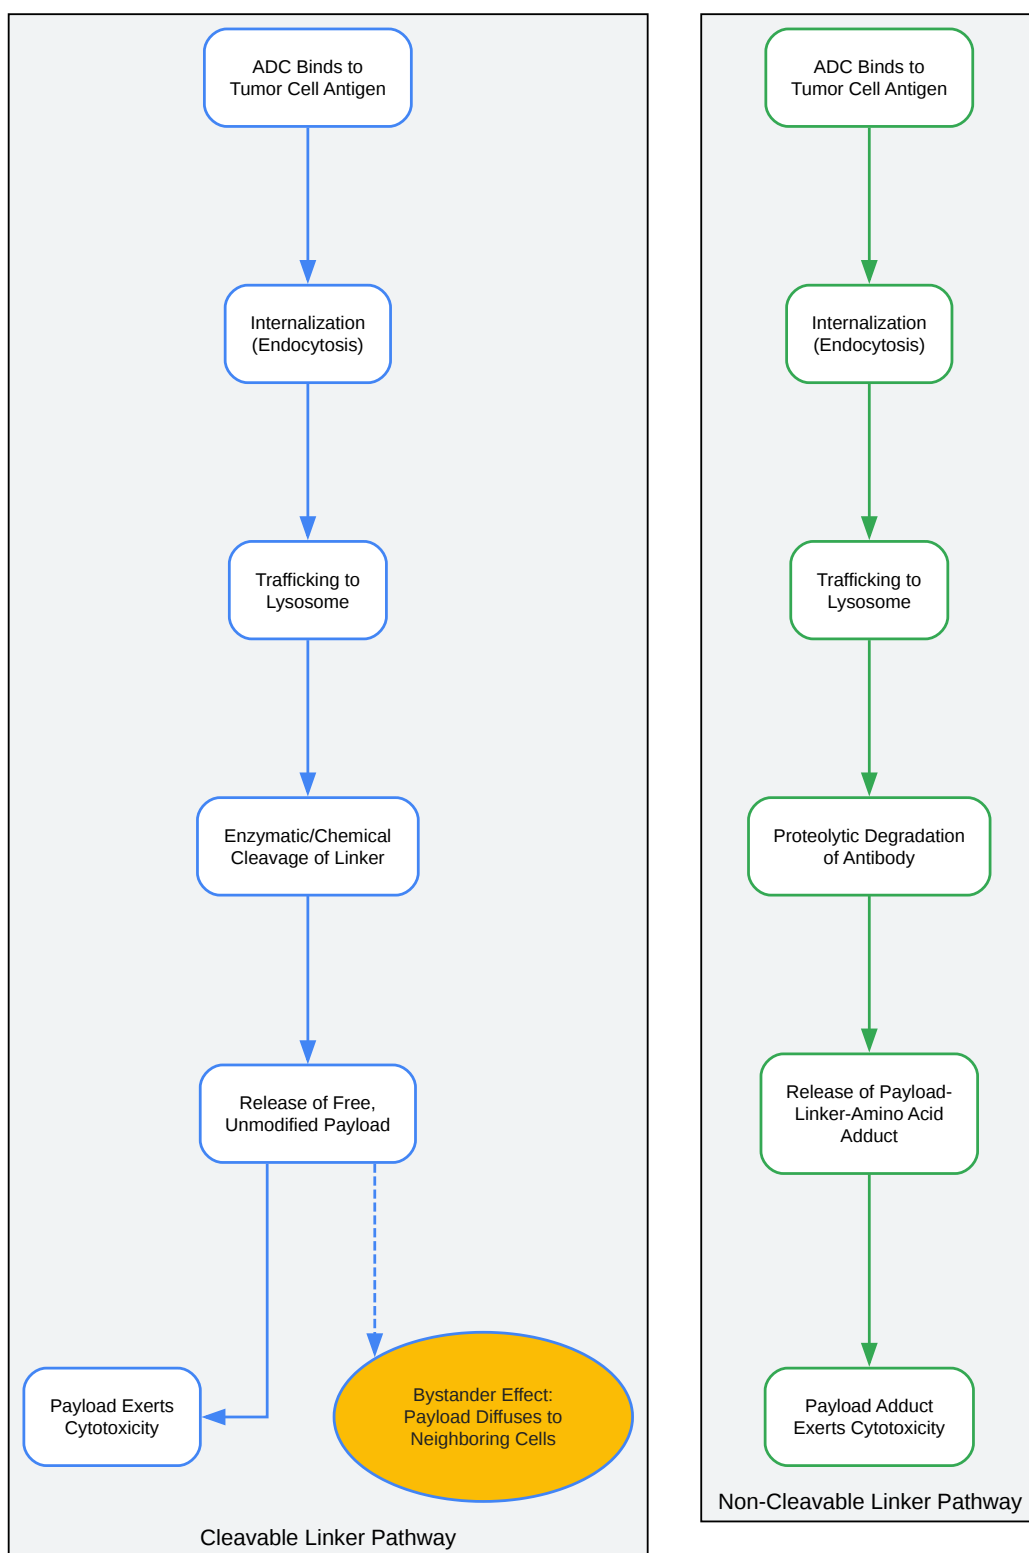 ADC Binds to
Tumor Cell Antigen
Internalization
(Endocytosis)
Trafficking to
Lysosome
Enzymatic/Chemical
Cleavage of Linker
Release of Free,
Unmodified Payload
Payload Exerts
Cytotoxicity
Bystander Effect:
Payload Diffuses to
Neighboring Cells
Cleavable Linker Pathway
ADC Binds to
Tumor Cell Antigen
Internalization
(Endocytosis)
Trafficking to
Lysosome
Proteolytic Degradation
of Antibody
Release of Payload-
Linker-Amino Acid
Adduct
Payload Adduct
Exerts Cytotoxicity
Non-Cleavable Linker Pathway